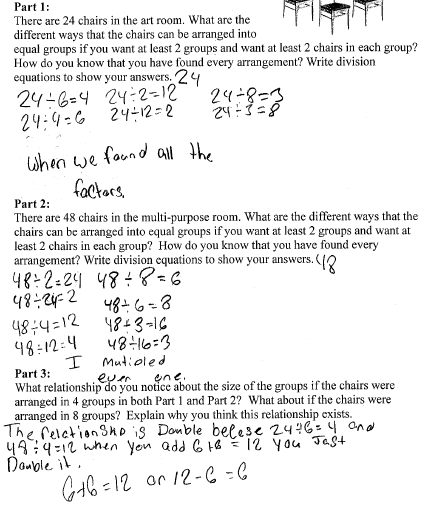 Part 1:
There are 24 chairs in the art room. What are the
different ways that the chairs can be arranged into
equal groups if you want at least 2 groups and want at least 2 chairs in each group?
How do you know that you have found every arrangement? Write division
equations to show your answers. 24
24÷6=4 24÷2=12 24÷8=3
24÷4=6 24÷12=2 24÷3=8
When we found all the
factors.
Part 2:
There are 48 chairs in the multi-purpose room. What are the different ways that the
chairs can be arranged into equal groups if you want at least 2 groups and want at
least 2 chairs in each group? How do you know that you have found every
arrangement? Write division equations to show your answers. 48
48÷2=24 48÷8=6
48÷24=2 48÷6=8
48÷4=12 48÷3=16
48÷12=4 48÷16=3
I Mutipled
ever one.
Part 3:
What relationship do you notice about the size of the groups if the chairs were
arranged in 4 groups in both Part 1 and Part 2? What about if the chairs were
arranged in 8 groups? Explain why you think this relationship exists.
The relationShp is Double belese 24÷6=4 and
48÷4=12 when you add 6+6=12 you Jast
Double it.
6+6=12 or 12-6=6